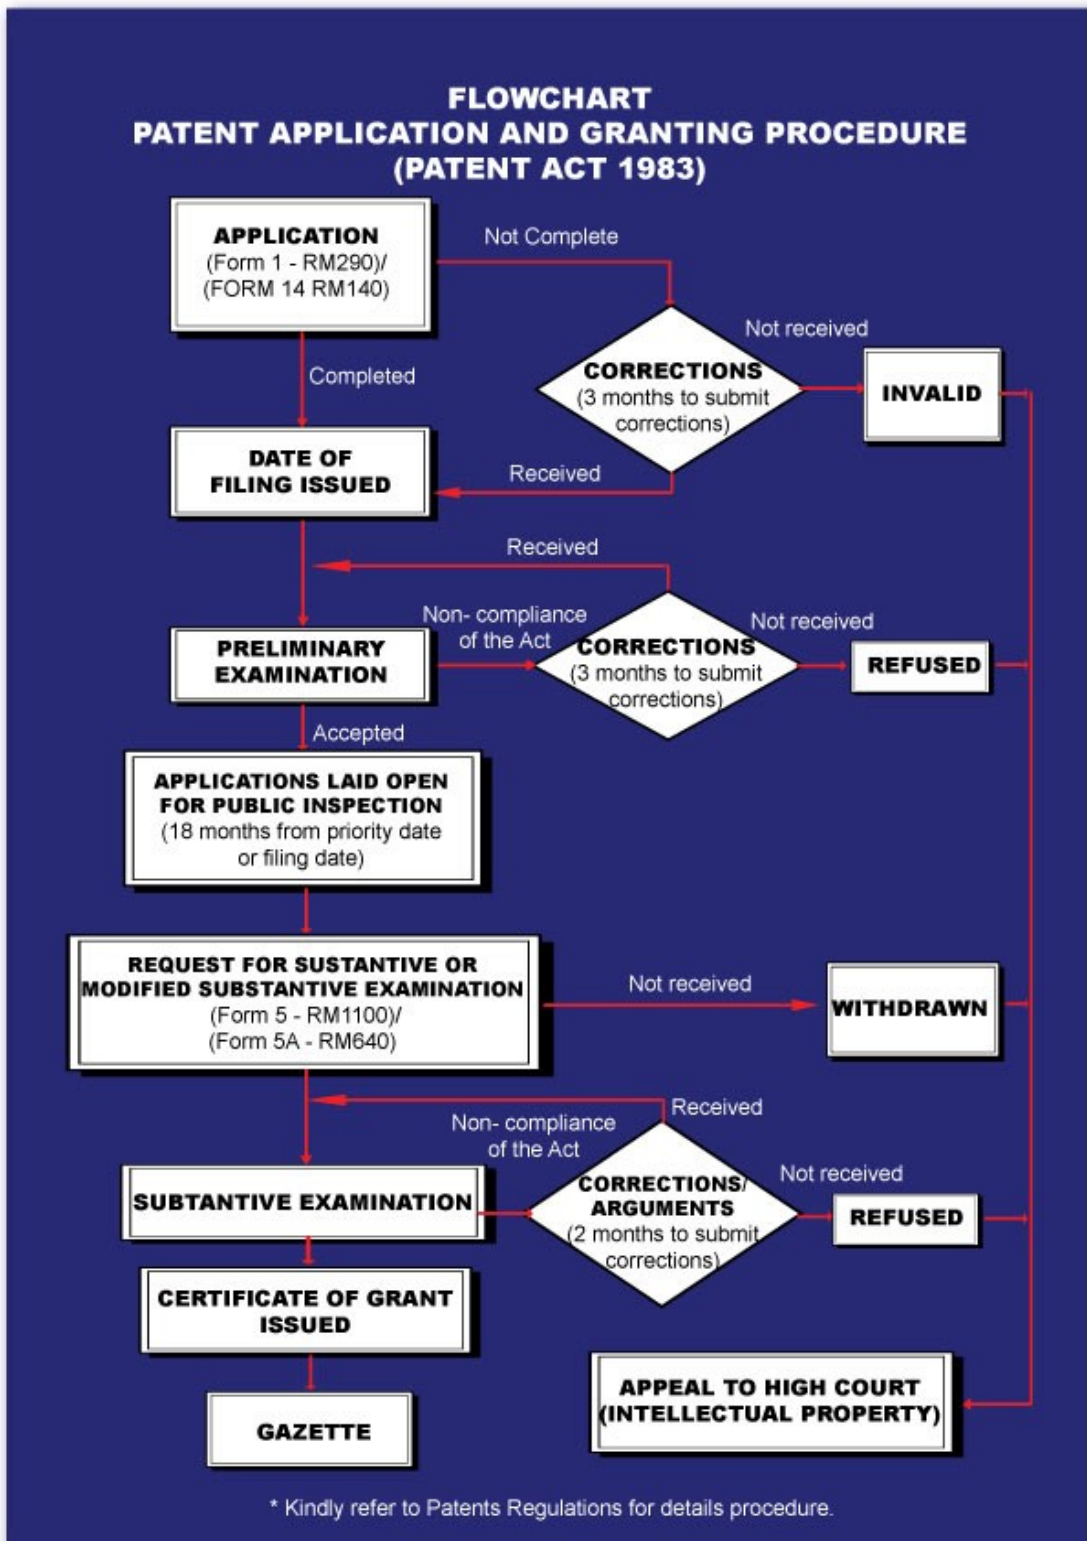 FLOWCHART
PATENT APPLICATION AND GRANTING PROCEDURE
(PATENT ACT 1983)
APPLICATION
(Form 1 - RM290)/
(FORM 14 RM140)
Not Complete
Completed
CORRECTIONS
(3 months to submit
corrections)
Not received
INVALID
DATE OF
FILING ISSUED
Received
Received
PRELIMINARY
EXAMINATION
Non- compliance
of the Act
CORRECTIONS
(3 months to submit
corrections)
Not received
REFUSED
Accepted
APPLICATIONS LAID OPEN
FOR PUBLIC INSPECTION
(18 months from priority date
or filing date)
REQUEST FOR SUSTANTIVE OR
MODIFIED SUBSTANTIVE EXAMINATION
(Form 5 - RM1100)/
(Form 5A - RM640)
Not received
WITHDRAWN
Received
Non- compliance
of the Act
SUBTANTIVE EXAMINATION
CORRECTIONS/
ARGUMENTS
(2 months to submit
corrections)
Not received
REFUSED
CERTIFICATE OF GRANT
ISSUED
GAZETTE
APPEAL TO HIGH COURT
(INTELLECTUAL PROPERTY)
* Kindly refer to Patents Regulations for details procedure.